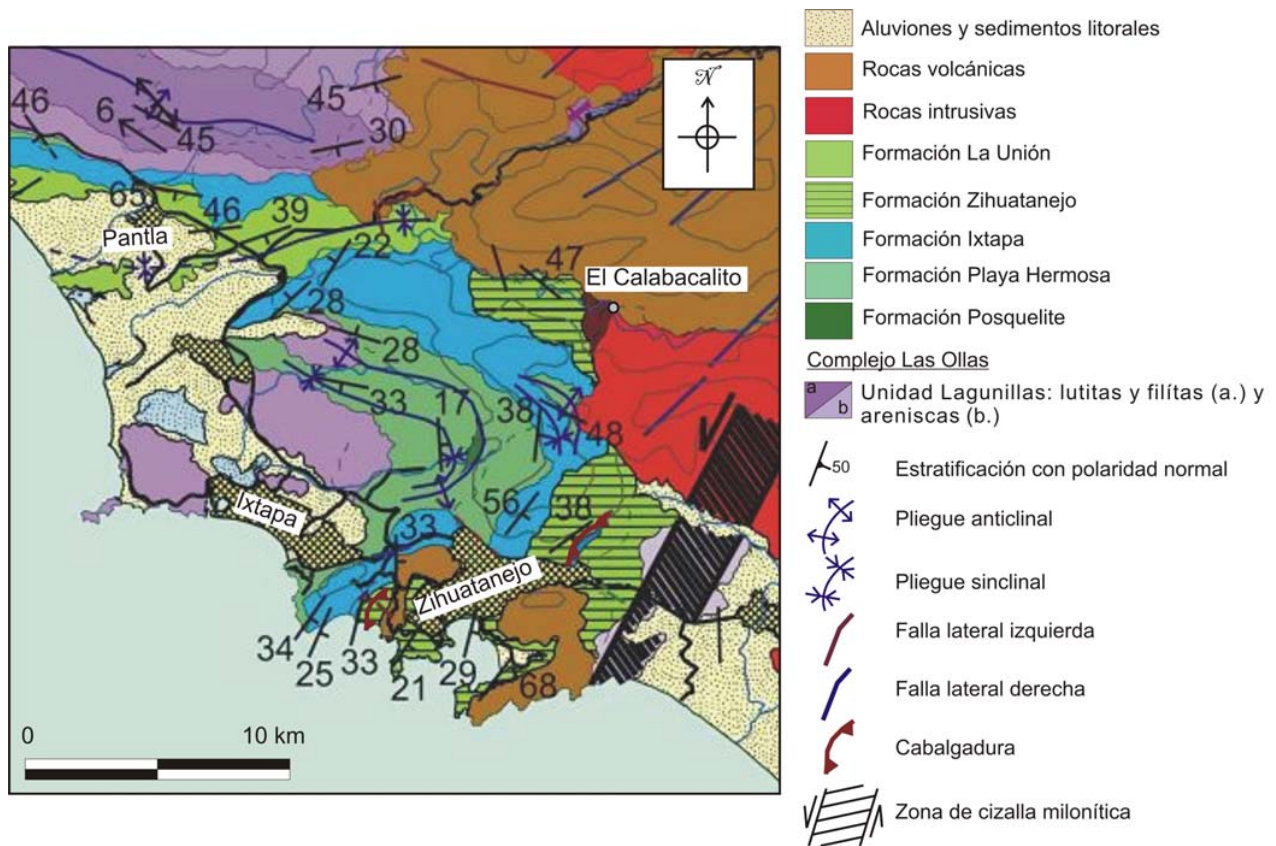 46
6
45
45
30
N
65
Pantla
46
39
22
47
El Calabacalito
28
28
33
17
38
48
Ixtapa
56
38
33
Zihuatanejo
34
25
33
21
29
68
0 10 km
Aluviones y sedimentos litorales
Rocas volcánicas
Rocas intrusivas
Formación La Unión
Formación Zihuatanejo
Formación Ixtapa
Formación Playa Hermosa
Formación Posquelite
Complejo Las Ollas
a
b
Unidad Lagunillas: lutitas y filítas (a.) y
areniscas (b.)
50
Estratificación con polaridad normal
Pliegue anticlinal
Pliegue sinclinal
Falla lateral izquierda
Falla lateral derecha
Cabalgadura
Zona de cizalla milonítica